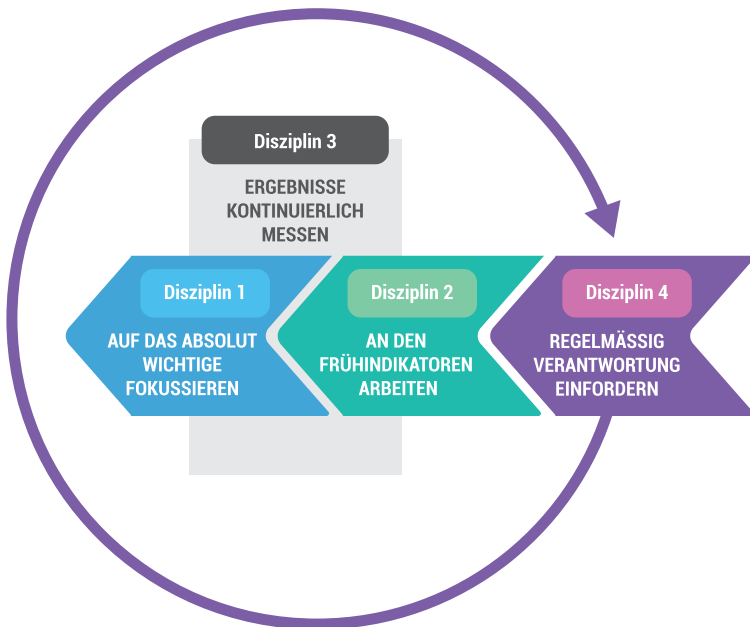 Disziplin 3
ERGEBNISSE
KONTINUIERLICH
MESSEN
Disziplin 1
AUF DAS ABSOLUT
WICHTIGE
FOKUSSIEREN
Disziplin 2
AN DEN
FRÜHINDIKATOREN
ARBEITEN
Disziplin 4
REGELMÄSSIG
VERANTWORTUNG
EINFORDERN